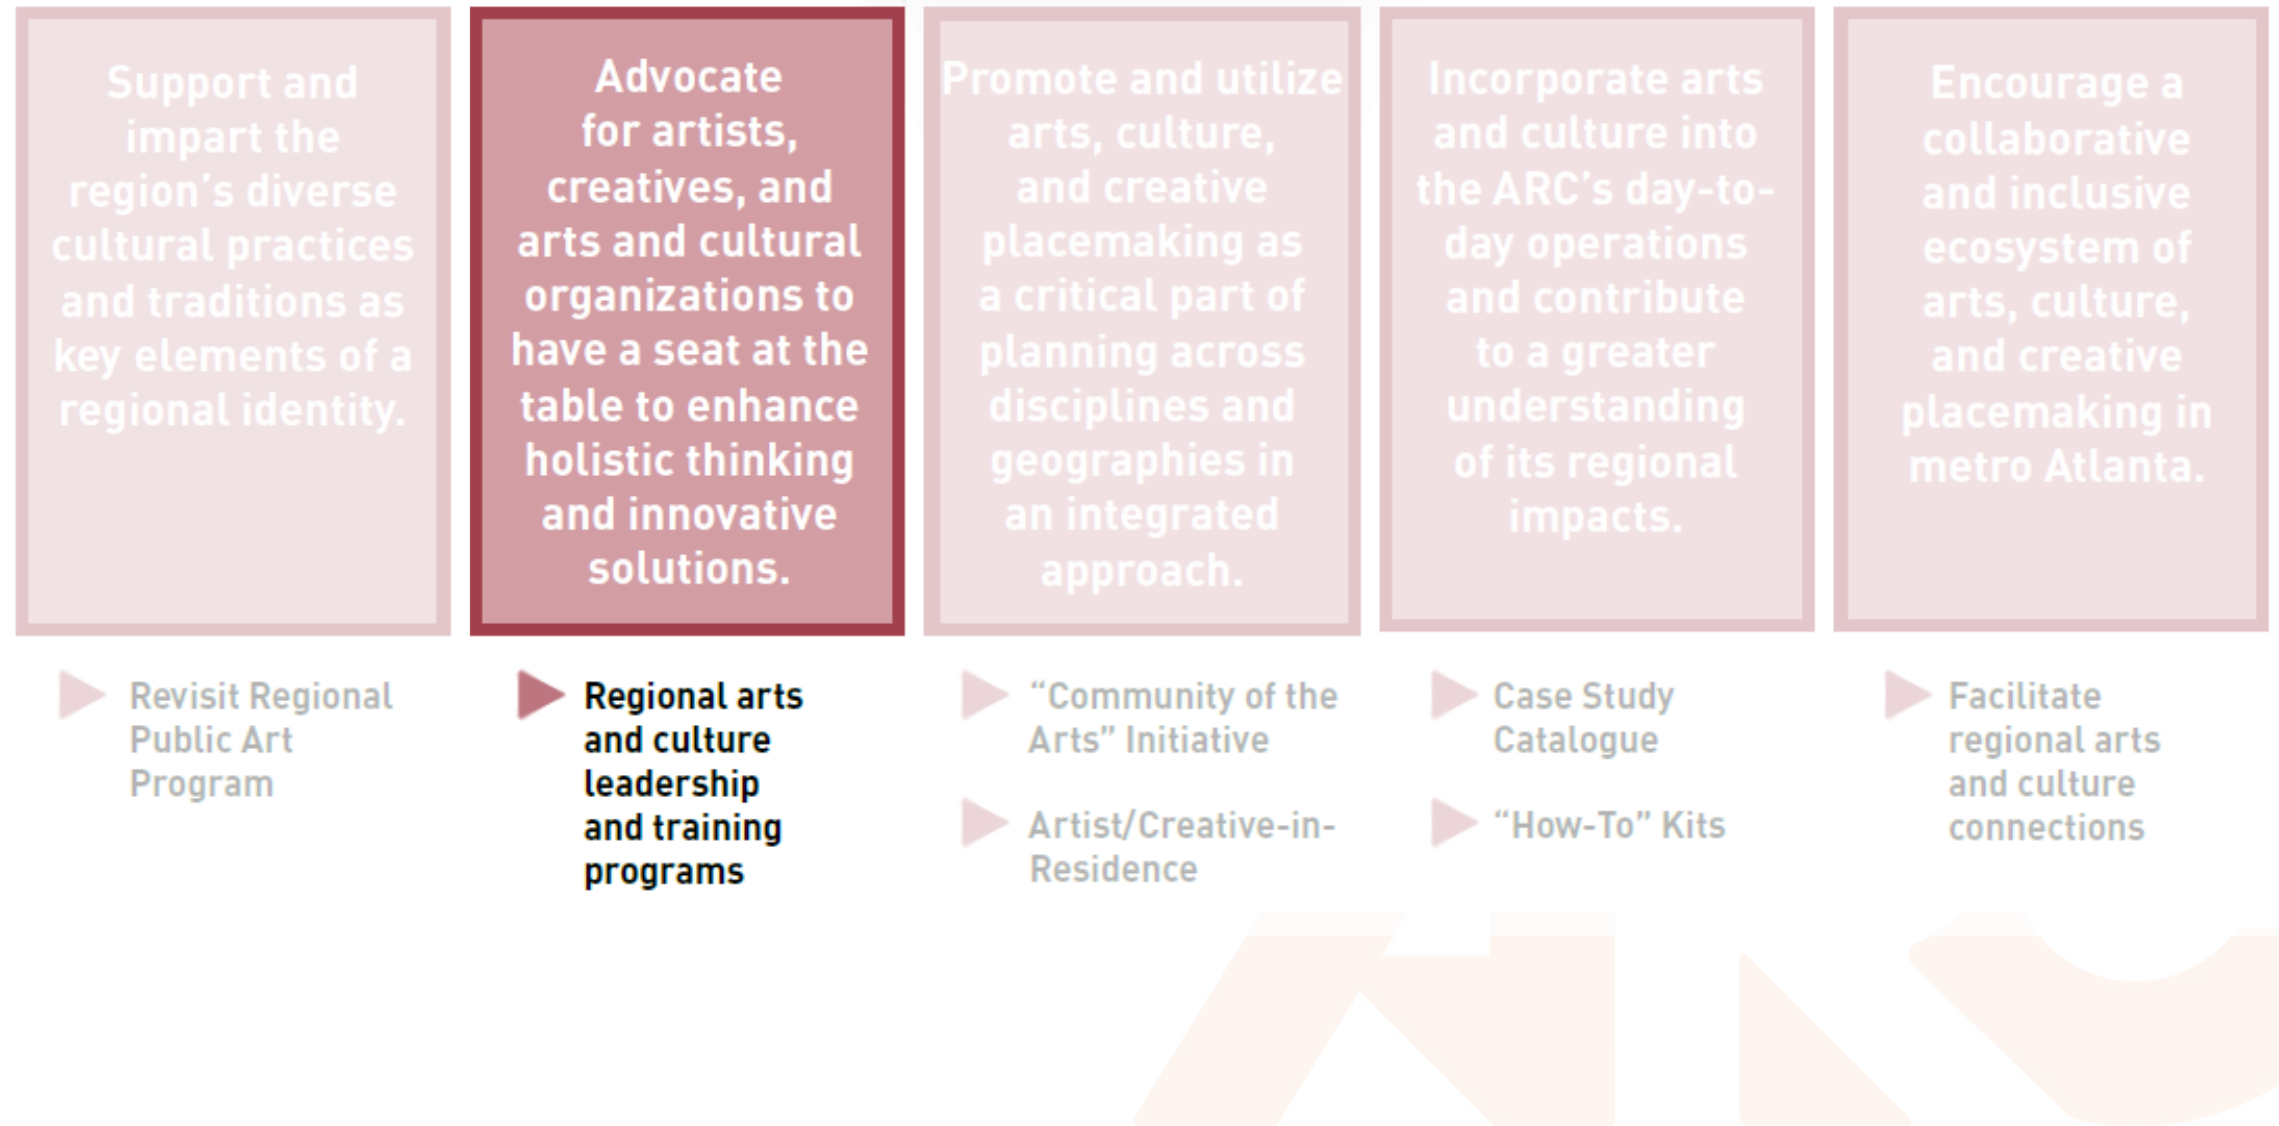 Support and
impart the
region’s diverse
cultural practices
and traditions as
key elements of a
regional identity.
Advocate
for artists,
creatives, and
arts and cultural
organizations to
have a seat at the
table to enhance
holistic thinking
and innovative
solutions.
Promote and utilize
arts, culture,
and creative
placemaking as
a critical part of
planning across
disciplines and
geographies in
an integrated
approach.
Incorporate arts
and culture into
the ARC’s day-to-
day operations
and contribute
to a greater
understanding
of its regional
impacts.
Encourage a
collaborative
and inclusive
ecosystem of
arts, culture,
and creative
placemaking in
metro Atlanta.
Revisit Regional
Public Art
Program
Regional arts
and culture
leadership
and training
programs
“Community of the
Arts” Initiative
Artist/Creative-in-
Residence
Case Study
Catalogue
“How-To” Kits
Facilitate
regional arts
and culture
connections